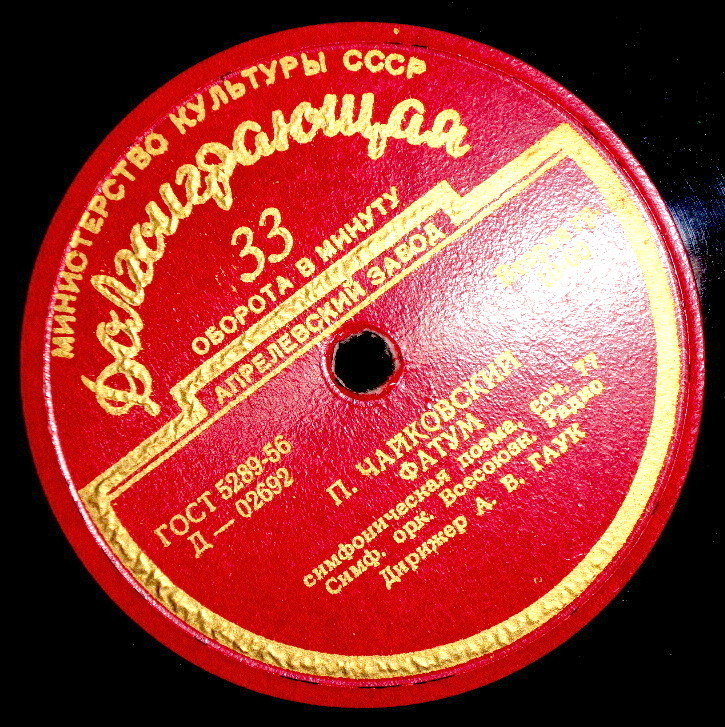 МИНИСТЕРСТВО КУЛЬТУРЫ СССР
Долгоиграющая
33
ОБОРОТА В МИНУТУ
АПРЕЛЕВСКИЙ ЗАВОД
ГОСТ 5289-56
Д — 02692
П. ЧАЙКОВСКИЙ
ФАТУМ
симфоническая поэма, соч. 77
Симф. орк. Всесоюзн. Радио
Дирижер А. В. ГАУК